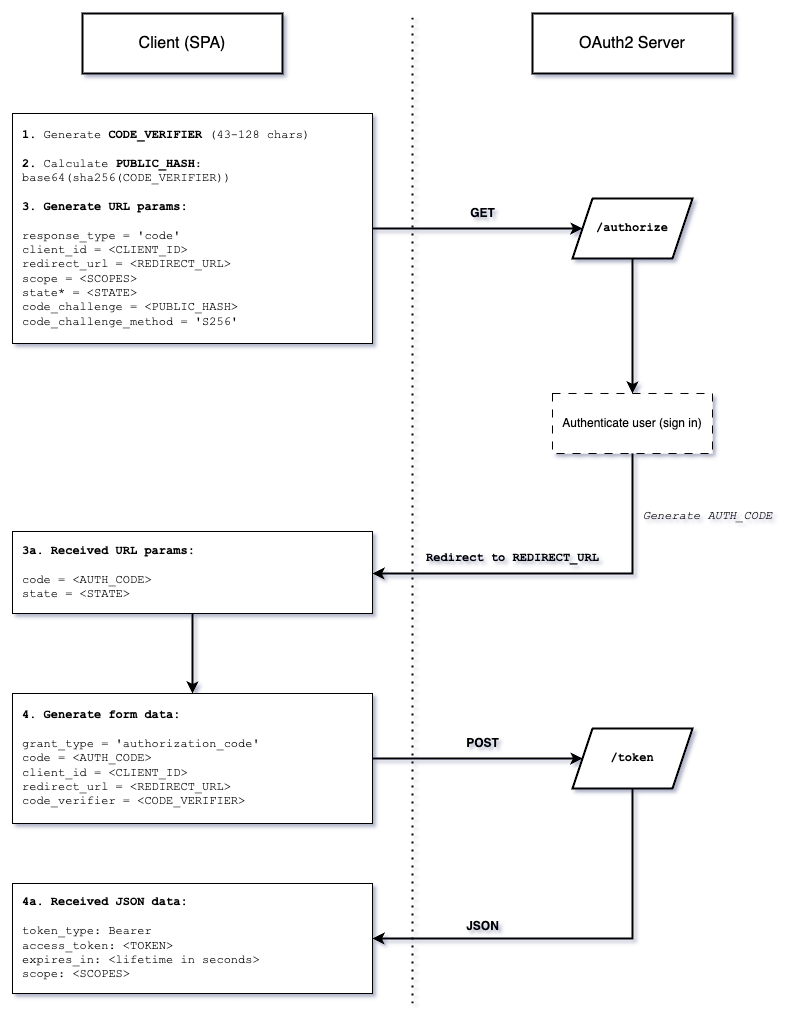 Client (SPA)
OAuth2 Server
1. Generate CODE_VERIFIER (43-128 chars)
2. Calculate PUBLIC_HASH:
base64(sha256(CODE_VERIFIER))
3. Generate URL params:
response_type = 'code'
client_id = <CLIENT_ID>
redirect_url = <REDIRECT_URL>
scope = <SCOPES>
state* = <STATE>
code_challenge = <PUBLIC_HASH>
code_challenge_method = 'S256'
GET
/authorize
Authenticate user (sign in)
Generate AUTH_CODE
Redirect to REDIRECT_URL
3a. Received URL params:
code = <AUTH_CODE>
state = <STATE>
4. Generate form data:
grant_type = 'authorization_code'
code = <AUTH_CODE>
client_id = <CLIENT_ID>
redirect_url = <REDIRECT_URL>
code_verifier = <CODE_VERIFIER>
POST
/token
4a. Received JSON data:
token_type: Bearer
access_token: <TOKEN>
expires_in: <lifetime in seconds>
scope: <SCOPES>
JSON